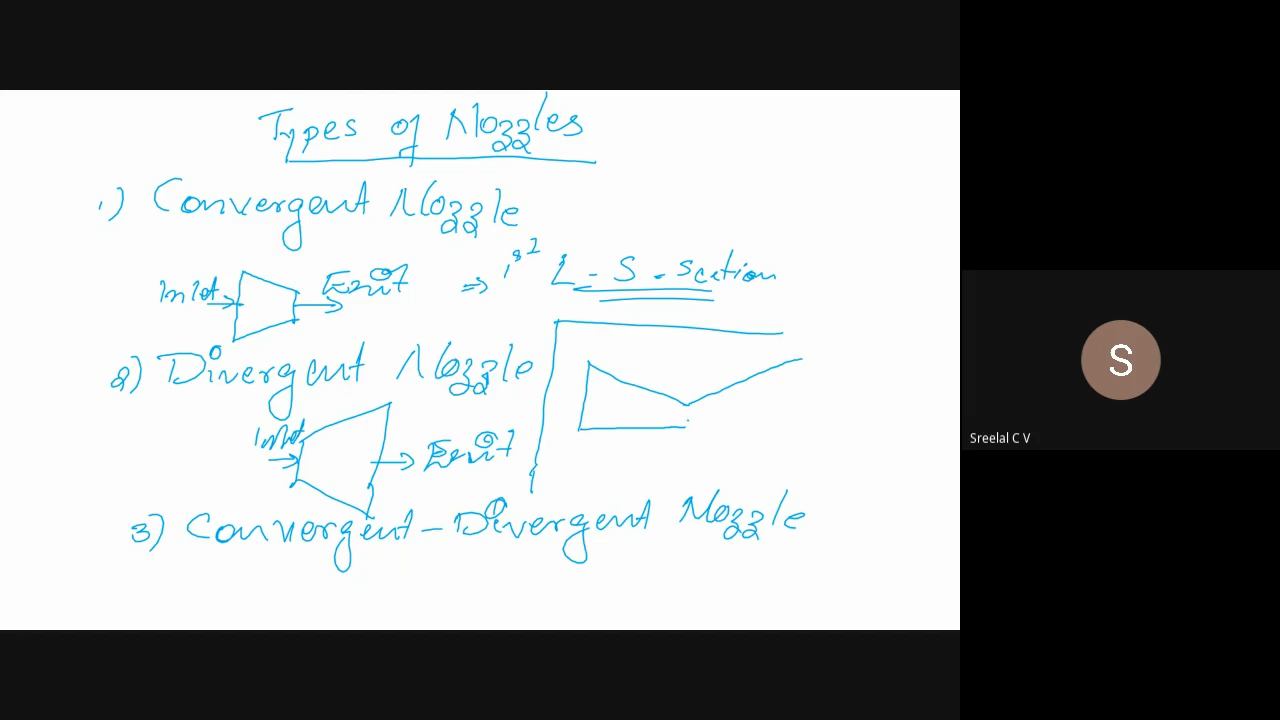 Types of Nozzles
1.) Convergent Nozzle
Inlet Exit ⇒ 1st L-S-section
2) Divergent Nozzle
Inlet Exit
3) Convergent-Divergent Nozzle
S
Sreelal C V